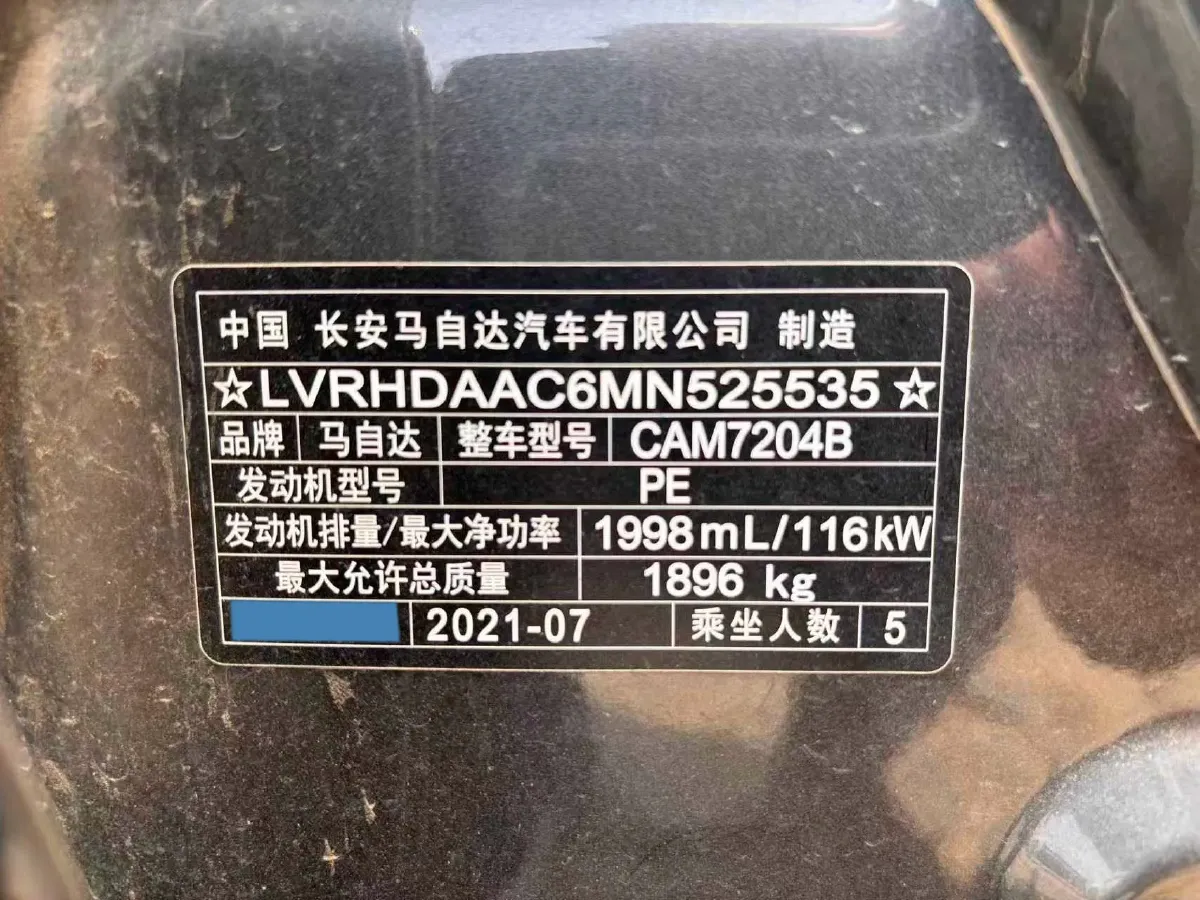 中国 长安马自达汽车有限公司 制造
☆LVRHDAAC6MN525535☆
品牌 马自达 整车型号 CAM7204B
发动机型号 PE
发动机排量/最大净功率 1998mL/116kW
最大允许总质量 1896 kg
2021-07 乘坐人数 5